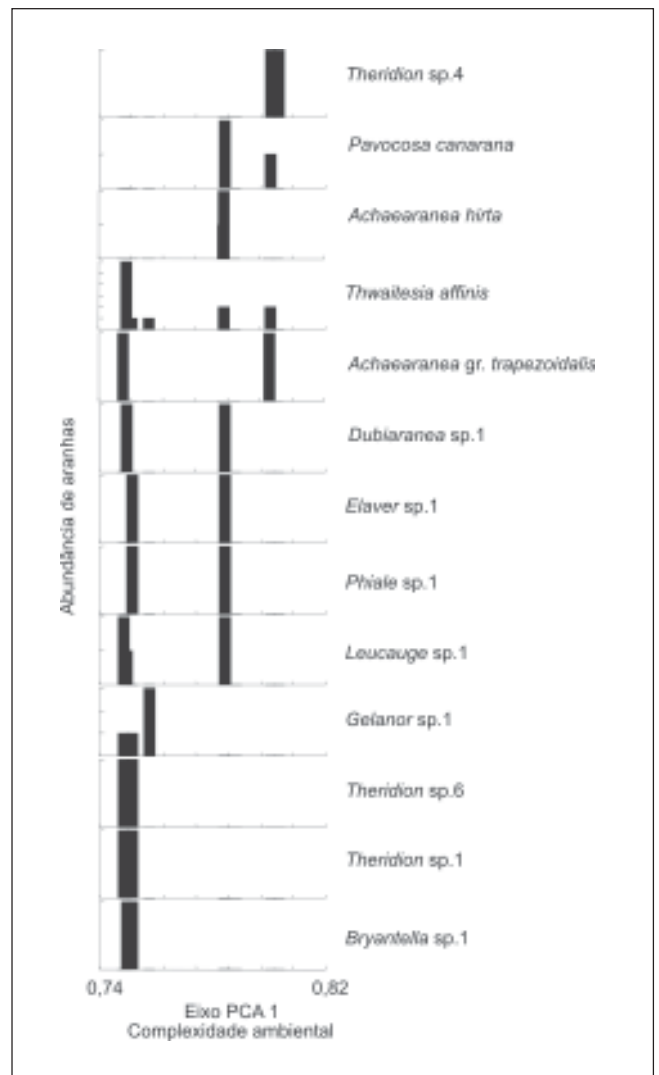 Theridion sp.4
Pavocosa canarana
Achaearanea hirta
Thwaitesia affinis
Achaearanea gr. trapezoidalis
Dubiaranea sp.1
Elaver sp.1
Phiale sp.1
Leucauge sp.1
Gelanor sp.1
Theridion sp.6
Theridion sp.1
Bryantella sp.1
Abundância de aranhas
0,74 0,82
Eixo PCA 1
Complexidade ambiental